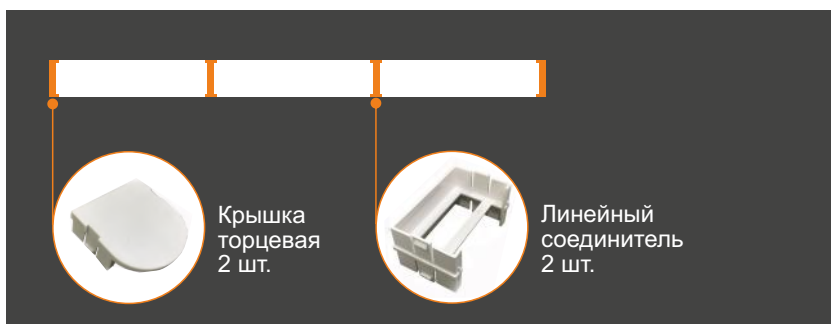 Крышка
торцевая
2 шт.
Линейный
соединитель
2 шт.